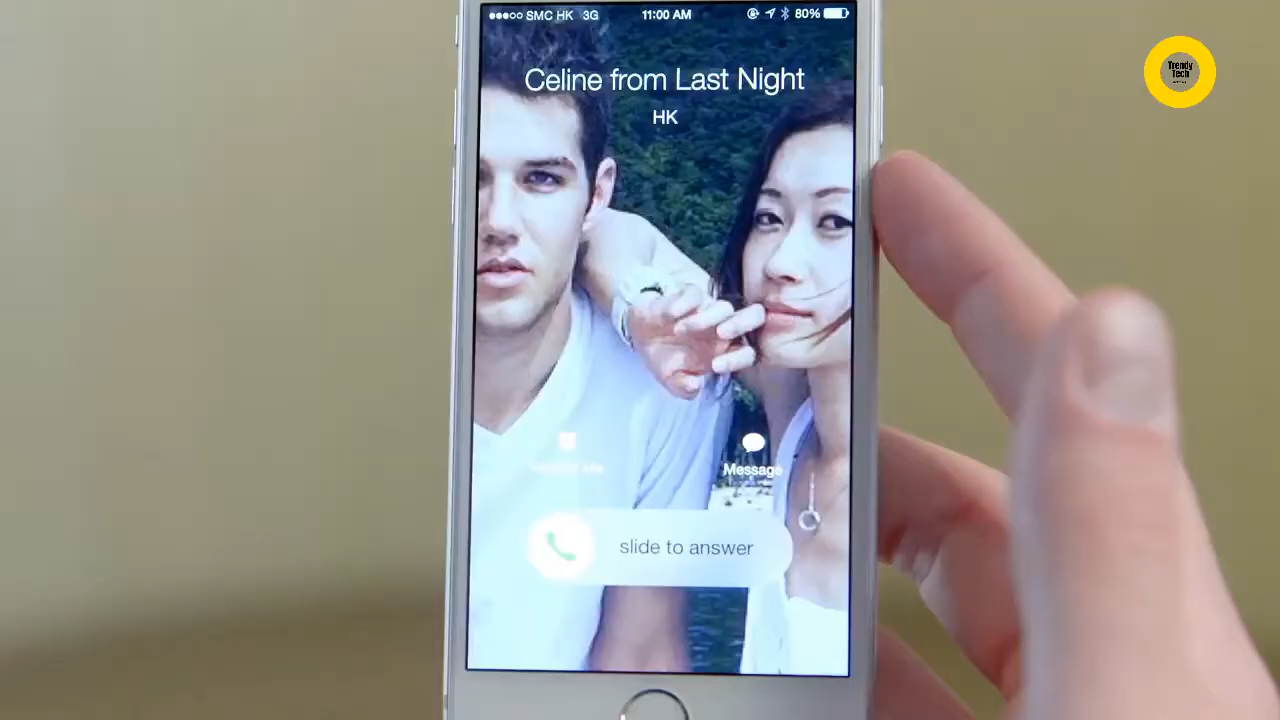 SMC HK 3G 11:00 AM 80%
Trendy
Tech
Celine from Last Night
HK
Message
slide to answer